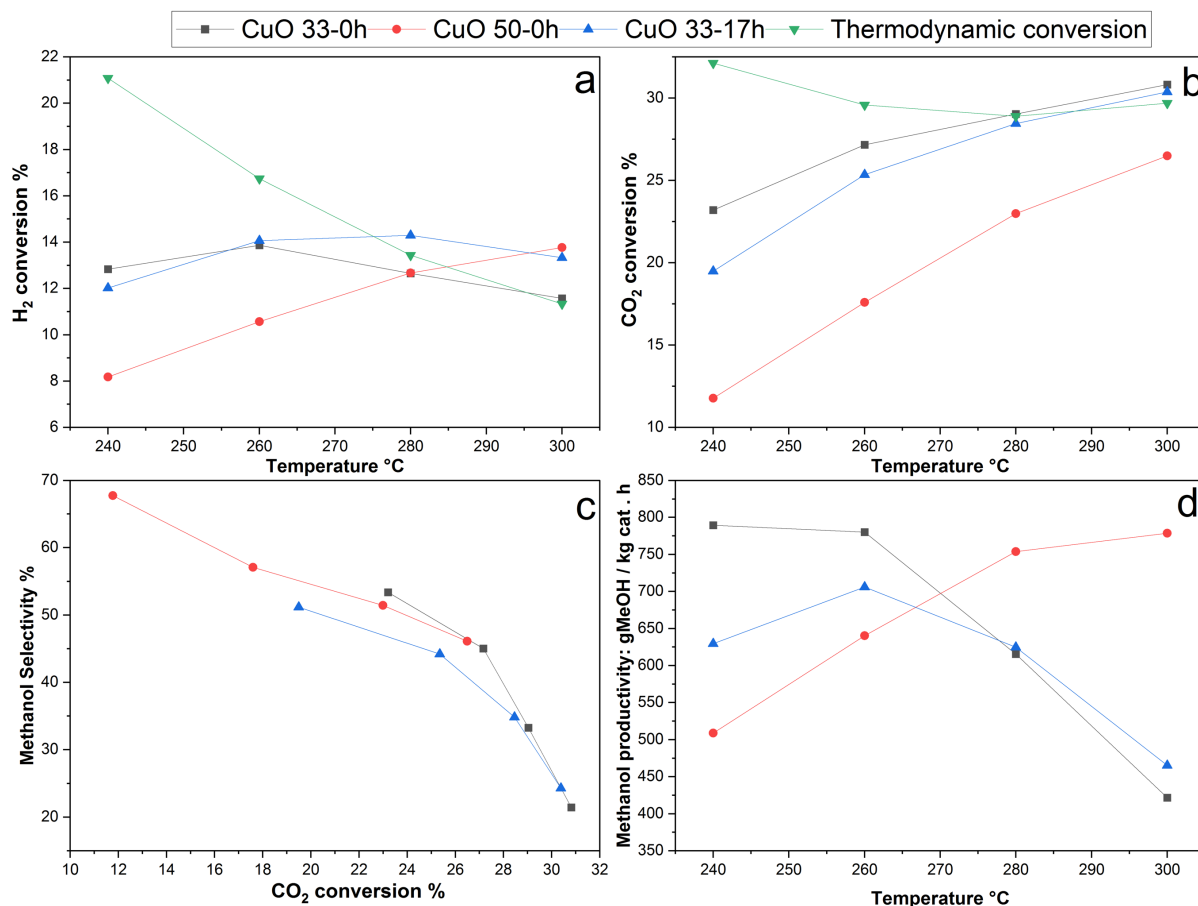 CuO 33-0h CuO 50-0h CuO 33-17h Thermodynamic conversion
a
H₂ conversion %
22
20
18
16
14
12
10
8
6
240 250 260 270 280 290 300
Temperature °C
b
CO₂ conversion %
30
25
20
15
10
240 250 260 270 280 290 300
Temperature °C
c
Methanol Selectivity %
70
60
50
40
30
20
10 12 14 16 18 20 22 24 26 28 30 32
CO₂ conversion %
d
Methanol productivity: gMeOH / kg cat . h
850
800
750
700
650
600
550
500
450
400
350
240 250 260 270 280 290 300
Temperature °C